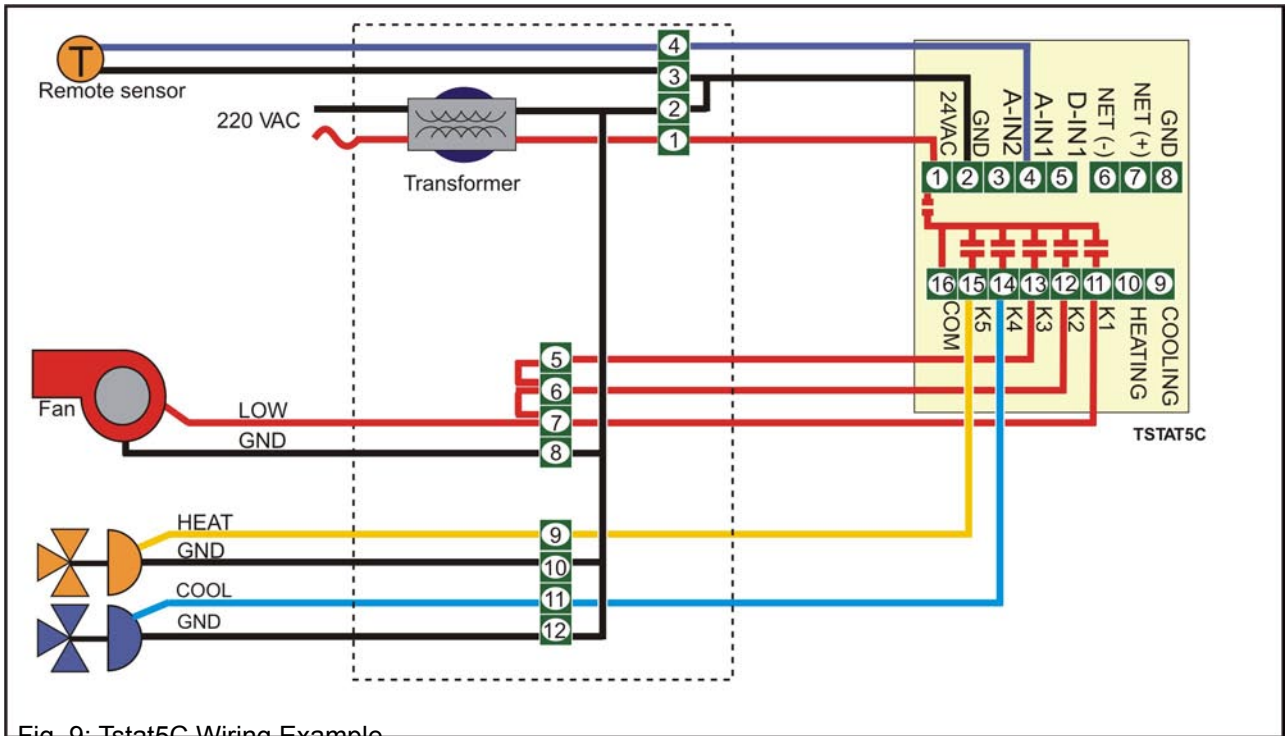 Remote sensor
T
220 VAC
Transformer
4
3
2
1
24VAC
GND
A-IN2
A-IN1
D-IN1
NET (-)
NET (+)
GND
1 2 3 4 5 6 7 8
16 15 14 13 12 11 10 9
COM
K5
K4
K3
K2
K1
HEATING
COOLING
TSTAT5C
Fan
LOW
GND
5
6
7
8
HEAT
GND
COOL
GND
9
10
11
12
Fig. 9: Tstat5C Wiring Example